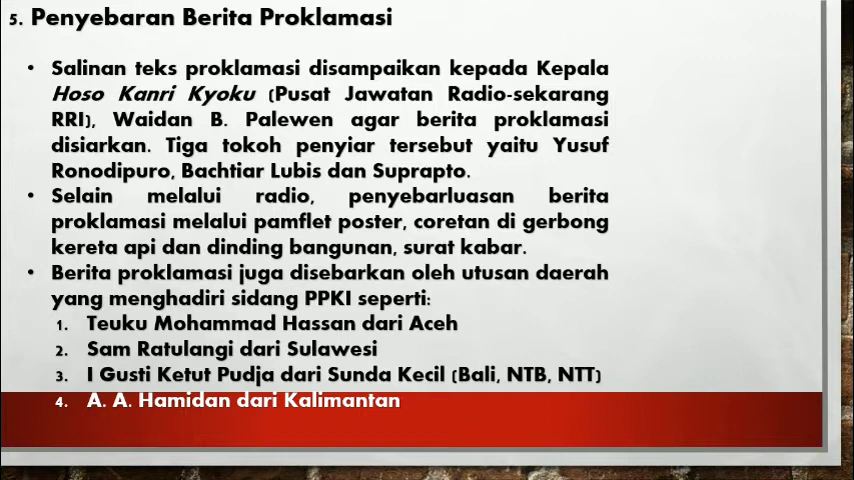 5. Penyebaran Berita Proklamasi
• Salinan teks proklamasi disampaikan kepada Kepala
Hoso Kanri Kyoku (Pusat Jawatan Radio-sekarang
RRI), Waidan B. Palewen agar berita proklamasi
disiarkan. Tiga tokoh penyiar tersebut yaitu Yusuf
Ronodipuro, Bachtiar Lubis dan Suprapto.
• Selain melalui radio, penyebarluasan berita
proklamasi melalui pamflet poster, coretan di gerbong
kereta api dan dinding bangunan, surat kabar.
• Berita proklamasi juga disebarkan oleh utusan daerah
yang menghadiri sidang PPKI seperti:
1. Teuku Mohammad Hassan dari Aceh
2. Sam Ratulangi dari Sulawesi
3. I Gusti Ketut Pudja dari Sunda Kecil (Bali, NTB, NTT)
4. A. A. Hamidan dari Kalimantan